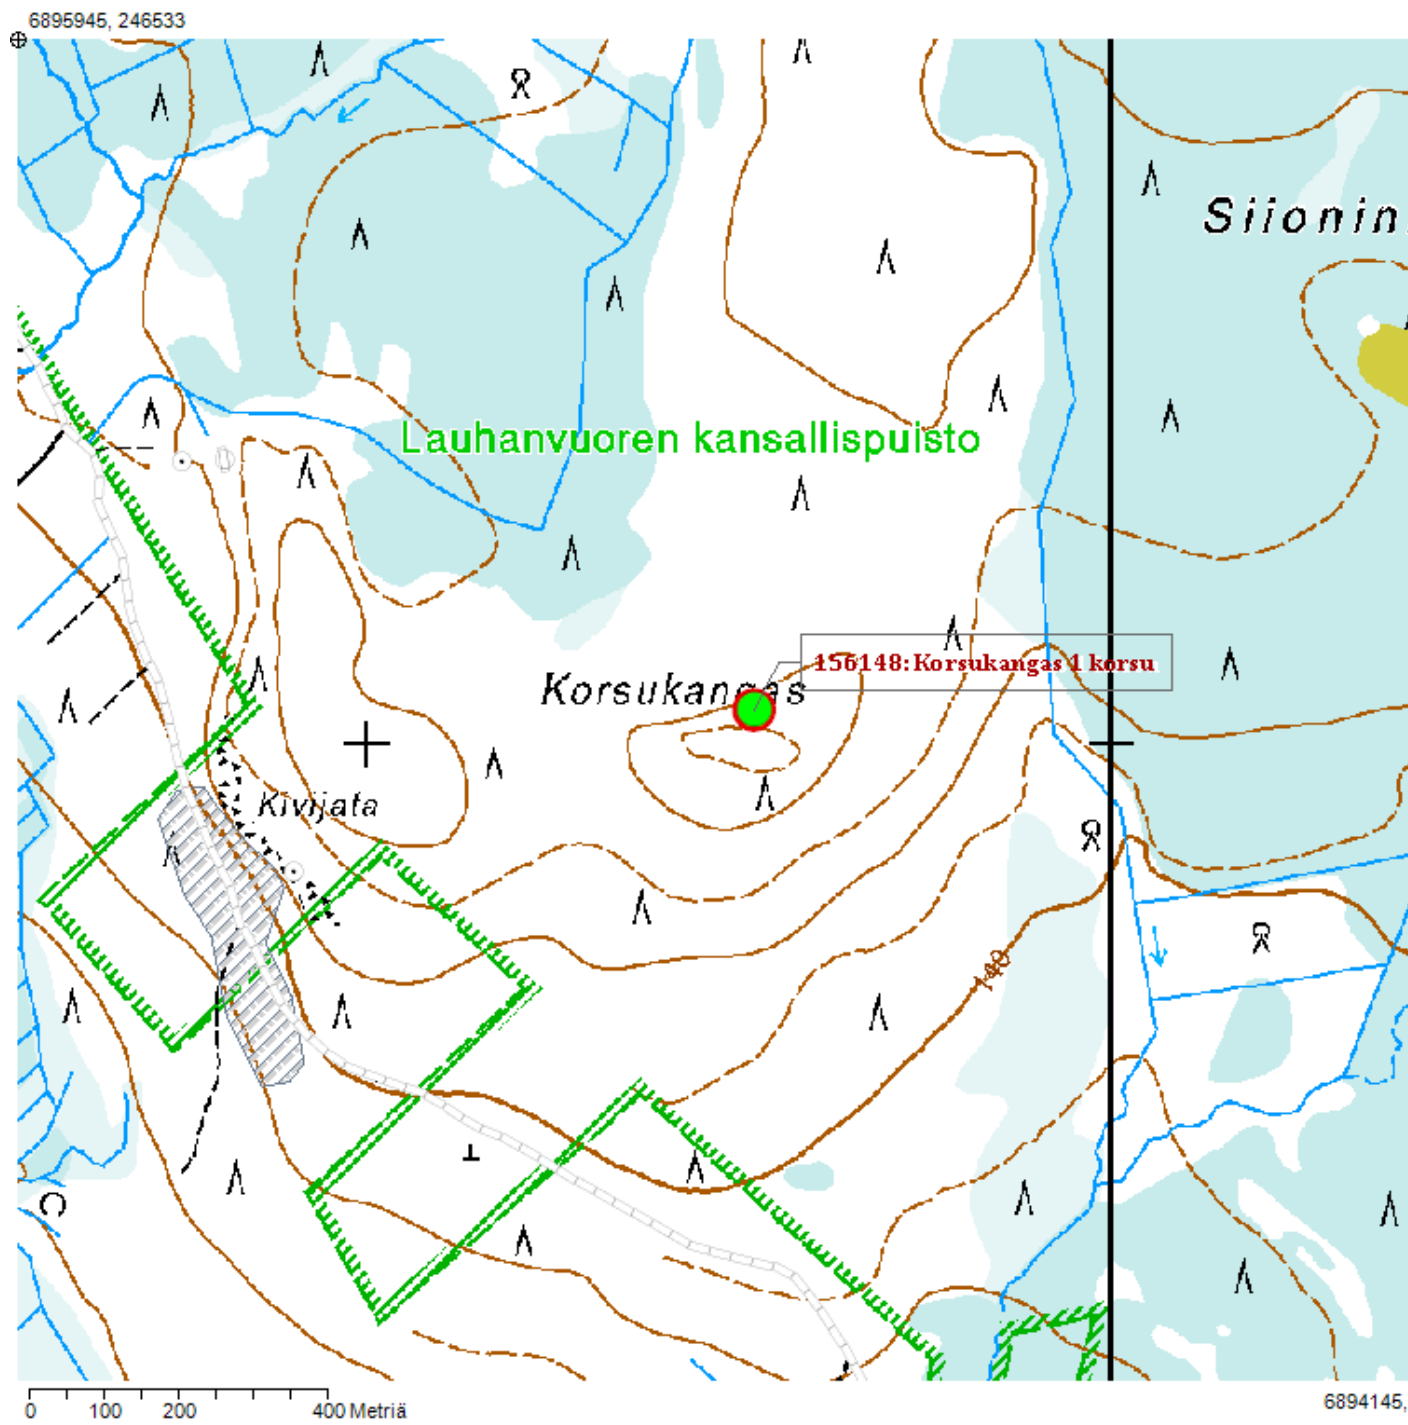 6895945, 246533
Siionin
Lauhanvuoren kansallispuisto
156148:Korsukangas 1 korsu
Korsukangas
Kivijata
140
0 100 200 400 Metriä
6894145,